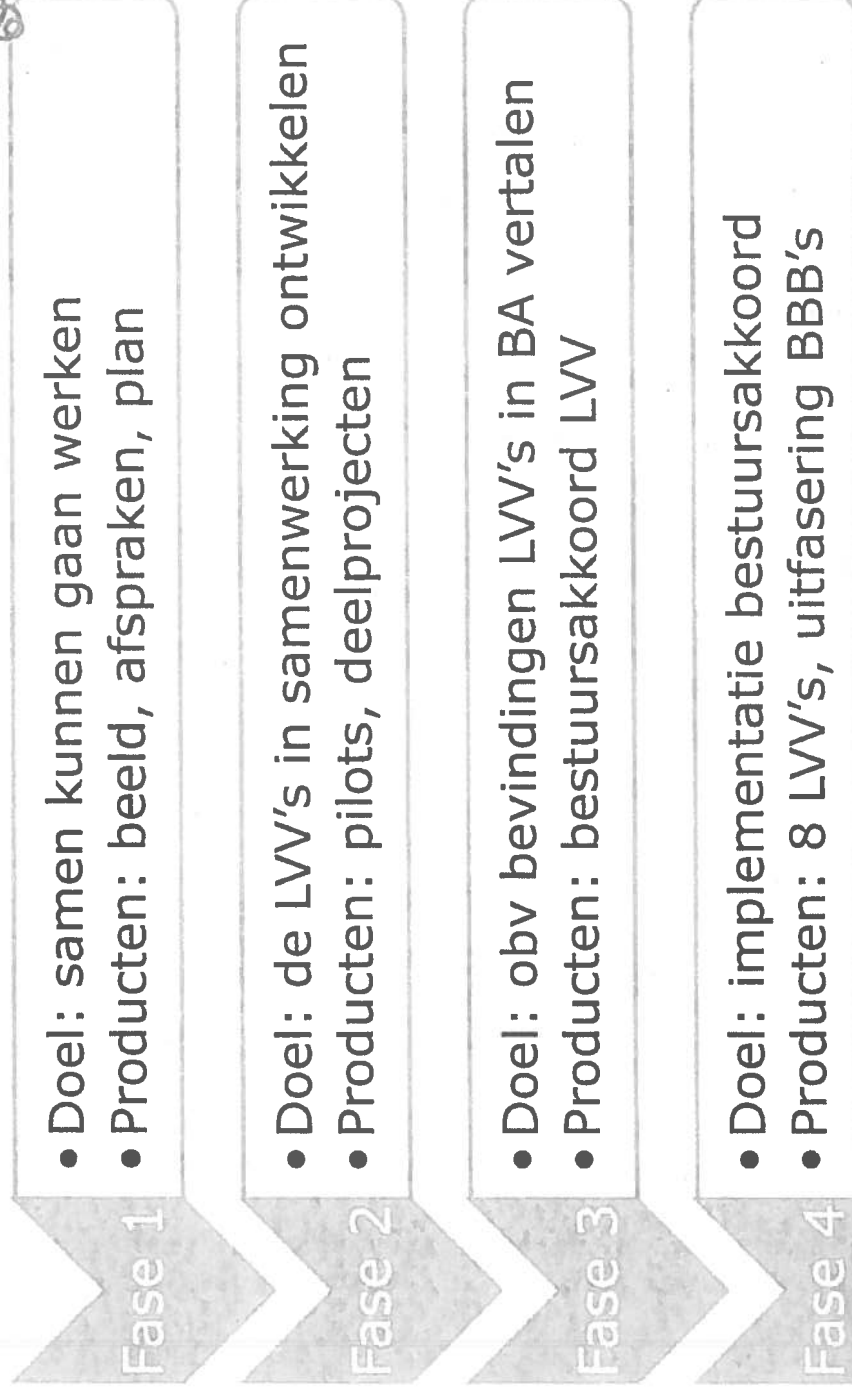 Fase 1
• Doel: samen kunnen gaan werken
• Producten: beeld, afspraken, plan
Fase 2
• Doel: de LVV's in samenwerking ontwikkelen
• Producten: pilots, deelprojecten
Fase 3
• Doel: obv bevindingen LVV's in BA vertalen
• Producten: bestuursakkoord LVV
Fase 4
• Doel: implementatie bestuursakkoord
• Producten: 8 LVV's, uitfasering BBB's